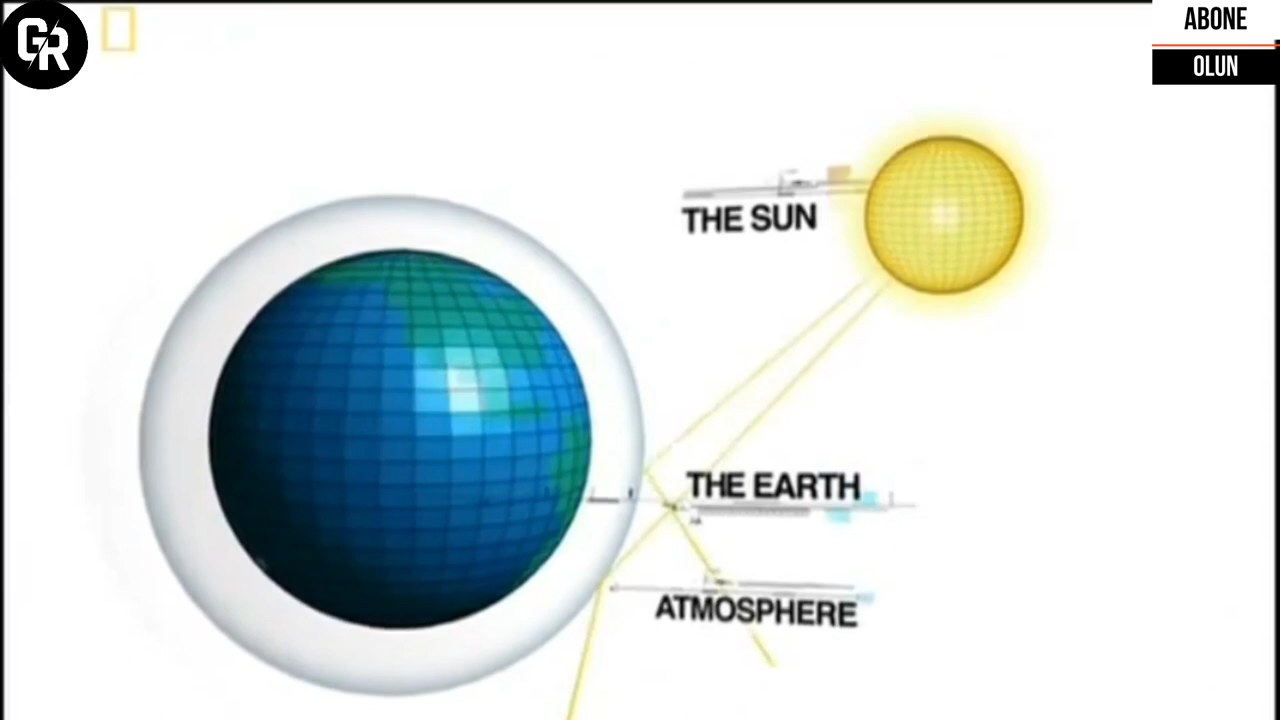 GR
ABONE
OLUN
THE SUN
THE EARTH
ATMOSPHERE